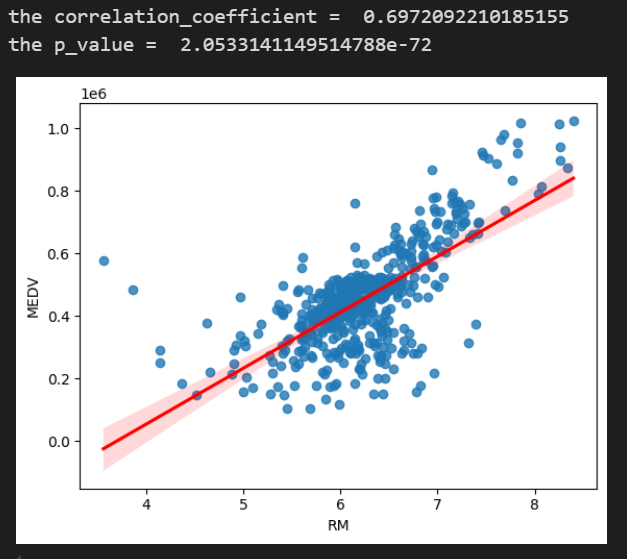 the correlation_coefficient =  0.6972092210185155
the p_value =  2.0533141149514788e-72
1e6
1.0
0.8
0.6
0.4
0.2
0.0
MEDV
4 5 6 7 8
RM